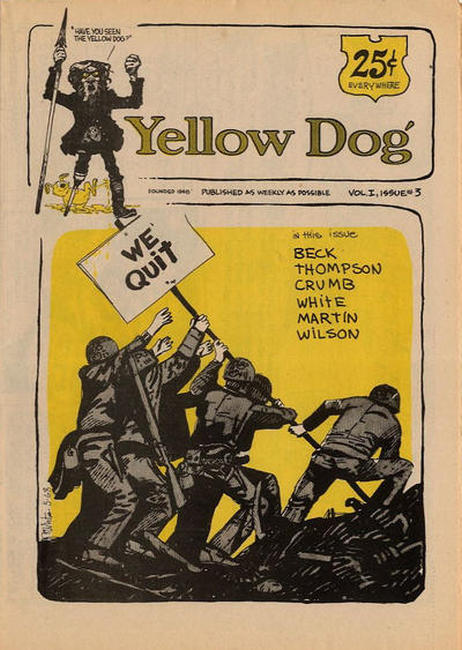 "HAVE YOU SEEN
THE YELLOW DOG?"
25¢
EVERYWHERE
Yellow Dog
FOUNDED 1968
PUBLISHED AS WEEKLY AS POSSIBLE
VOL. I, ISSUE #3
WE
QUIT
in this issue
BECK
THOMPSON
CRUMB
WHITE
MARTIN
WILSON